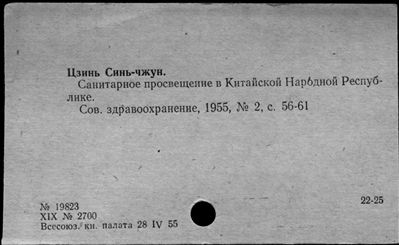 Цзинь Синь-чжун.
Санитарное просвещение в Китайской Народной Респуб-
лике.
Сов. здравоохранение, 1955, № 2, с. 56-61
№ 19823
22-25
XIX № 2700
Всесоюз. кн. палата 28 IV 55